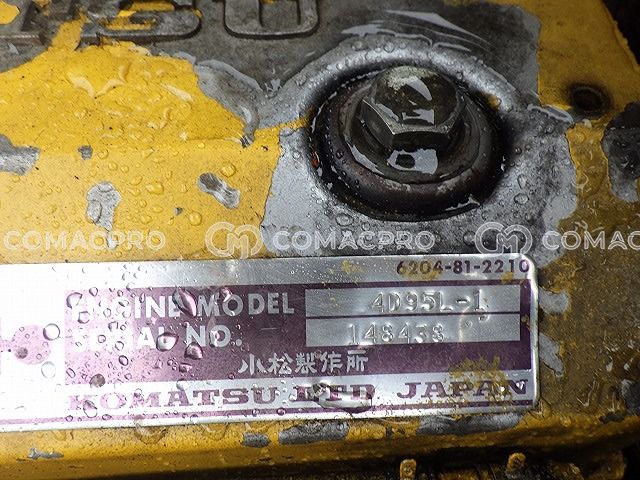 COMACPRO COMACPRO
6204-81-2210
ENGINE MODEL 4D95L-1
SERIAL NO. 148438
小松製作所
KOMATSU LTD JAPAN